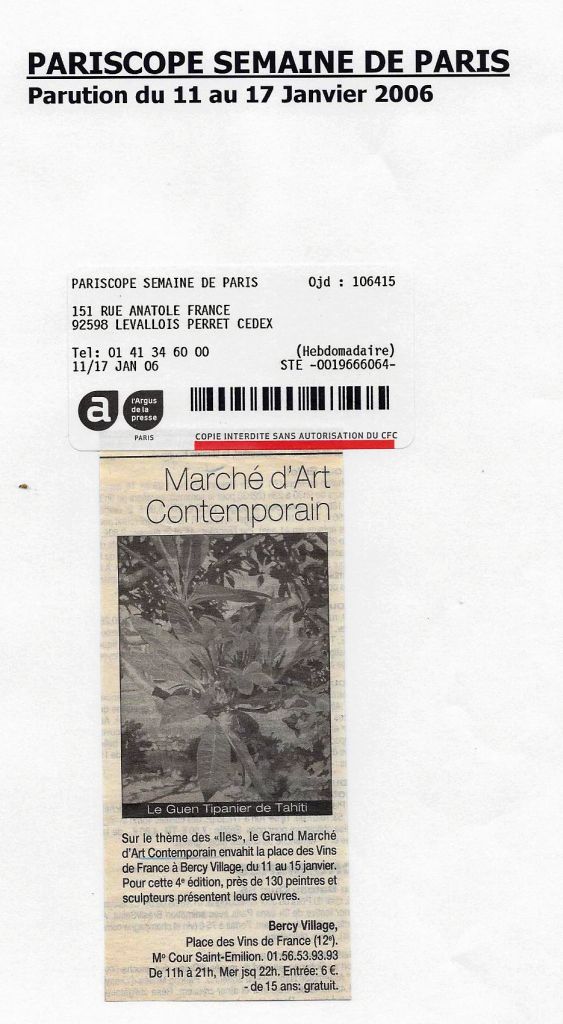 PARISCOPE SEMAINE DE PARIS
Parution du 11 au 17 Janvier 2006
PARISCOPE SEMAINE DE PARIS Ojd : 106415
151 RUE ANATOLE FRANCE
92598 LEVALLOIS PERRET CEDEX
Tel: 01 41 34 60 00 (Hebdomadaire)
11/17 JAN 06 STE -0019666064-
a
l'Argus
de la
presse
PARIS
COPIE INTERDITE SANS AUTORISATION DU CFC
Marché d'Art
Contemporain
Le Guen Tipanier de Tahiti
Sur le thème des «Iles», le Grand Marché
d'Art Contemporain envahit la place des Vins
de France à Bercy Village, du 11 au 15 janvier.
Pour cette 4e édition, près de 130 peintres et
sculpteurs présentent leurs œuvres.
Bercy Village,
Place des Vins de France (12e).
Mo Cour Saint-Emilion. 01.56.53.93.93
De 11h à 21h, Mer jsq 22h. Entrée: 6 €.
- de 15 ans: gratuit.